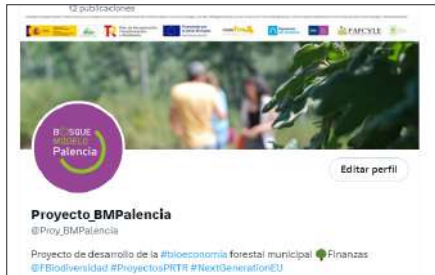 12 publicaciones
FAFCYLE
BOSQUE
MODELO
Palencia
Editar perfil
Proyecto_BMPalencia
@Proy_BMPalencia
Proyecto de desarrollo de la #bioeconomía forestal municipal 🌳Finanzas
@FBiodiversidad #ProyectosPRTR #NextGenerationEU